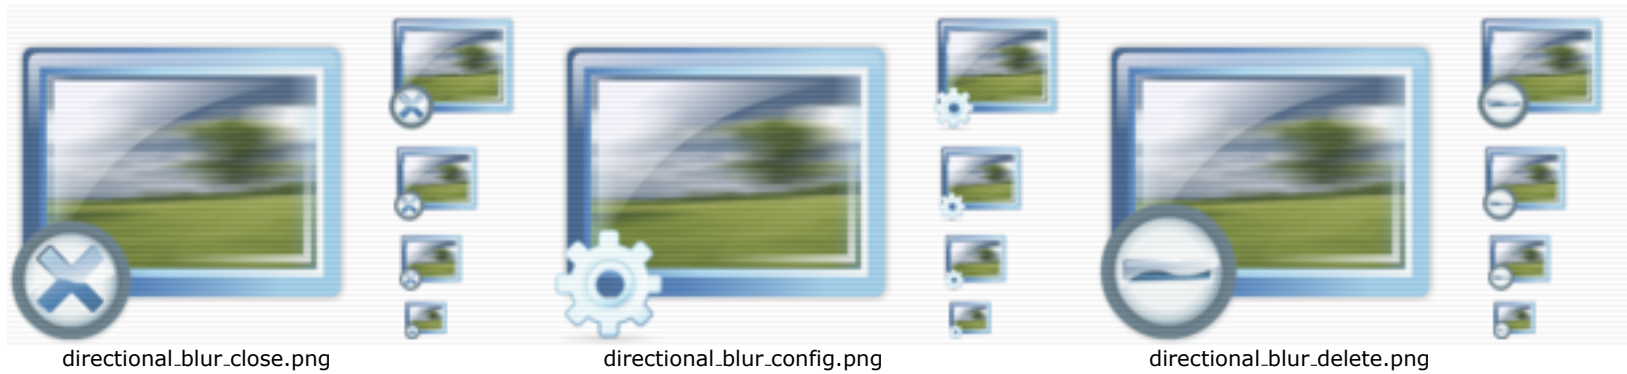 directional_blur_close.png
directional_blur_config.png
directional_blur_delete.png